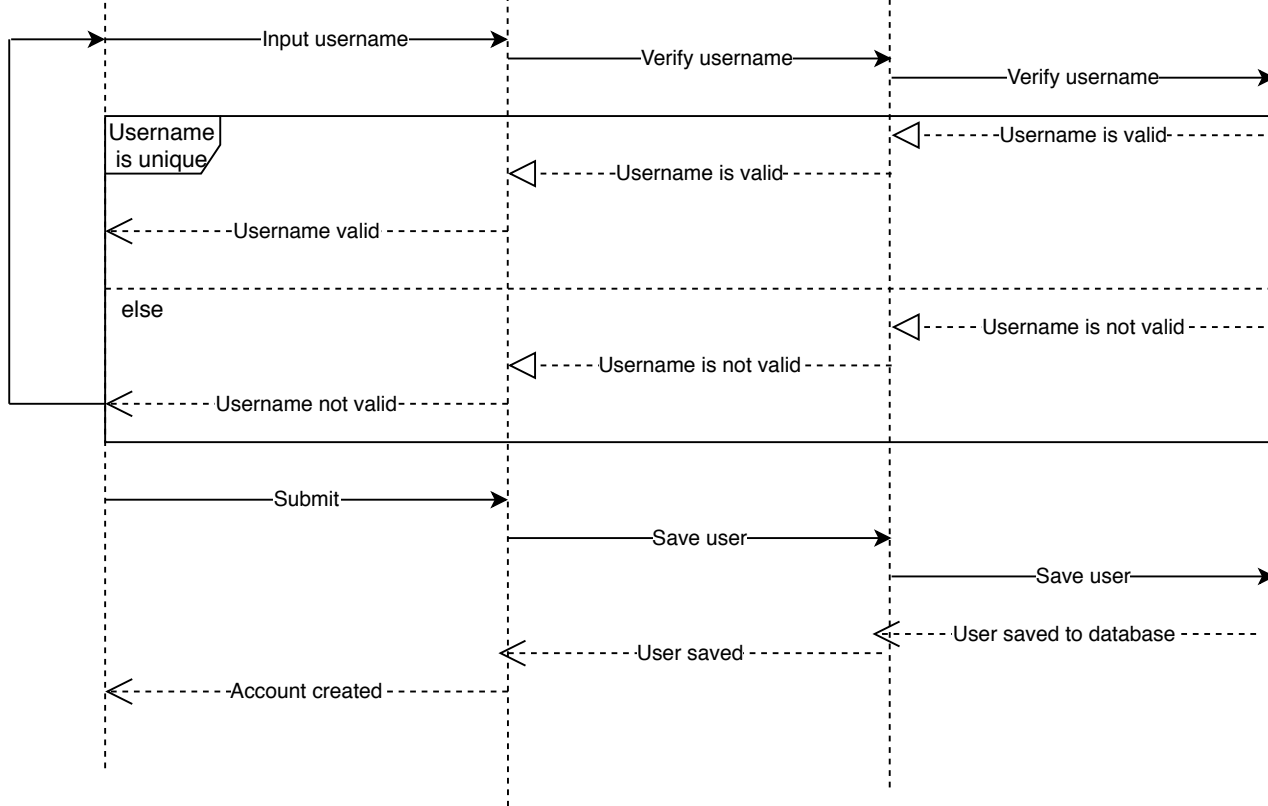 Input username
Verify username
Verify username
Username
is unique
Username is valid
Username is valid
Username valid
else
Username is not valid
Username is not valid
Username not valid
Submit
Save user
Save user
User saved to database
User saved
Account created